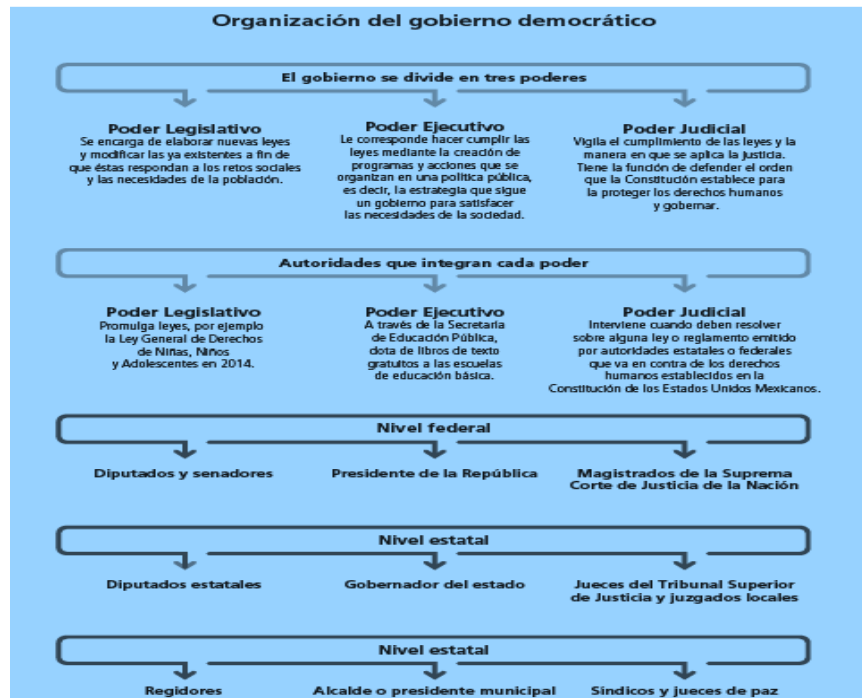 Organización del gobierno democrático
El gobierno se divide en tres poderes
Poder Legislativo
Se encarga de elaborar nuevas leyes
y modificar las ya existentes a fin de
que éstas respondan a los retos sociales
y las necesidades de la población.
Poder Ejecutivo
Le corresponde hacer cumplir las
leyes mediante la creación de
programas y acciones que se
organizan en una política pública,
es decir, la estrategia que sigue
un gobierno para satisfacer
las necesidades de la sociedad.
Poder Judicial
Vigila el cumplimiento de las leyes y la
manera en que se aplica la justicia.
Tiene la función de defender el orden
que la Constitución establece para
la proteger los derechos humanos
y gobernar.
Autoridades que integran cada poder
Poder Legislativo
Promulga leyes, por ejemplo
la Ley General de Derechos
de Niñas, Niños
y Adolescentes en 2014.
Poder Ejecutivo
A través de la Secretaría
de Educación Pública,
dota de libros de texto
gratuitos a las escuelas
de educación básica.
Poder Judicial
Interviene cuando deben resolver
sobre alguna ley o reglamento emitido
por autoridades estatales o federales
que va en contra de los derechos
humanos establecidos en la
Constitución de los Estados Unidos Mexicanos.
Nivel federal
Diputados y senadores
Presidente de la República
Magistrados de la Suprema
Corte de Justicia de la Nación
Nivel estatal
Diputados estatales
Gobernador del estado
Jueces del Tribunal Superior
de Justicia y juzgados locales
Nivel estatal
Regidores
Alcalde o presidente municipal
Síndicos y jueces de paz